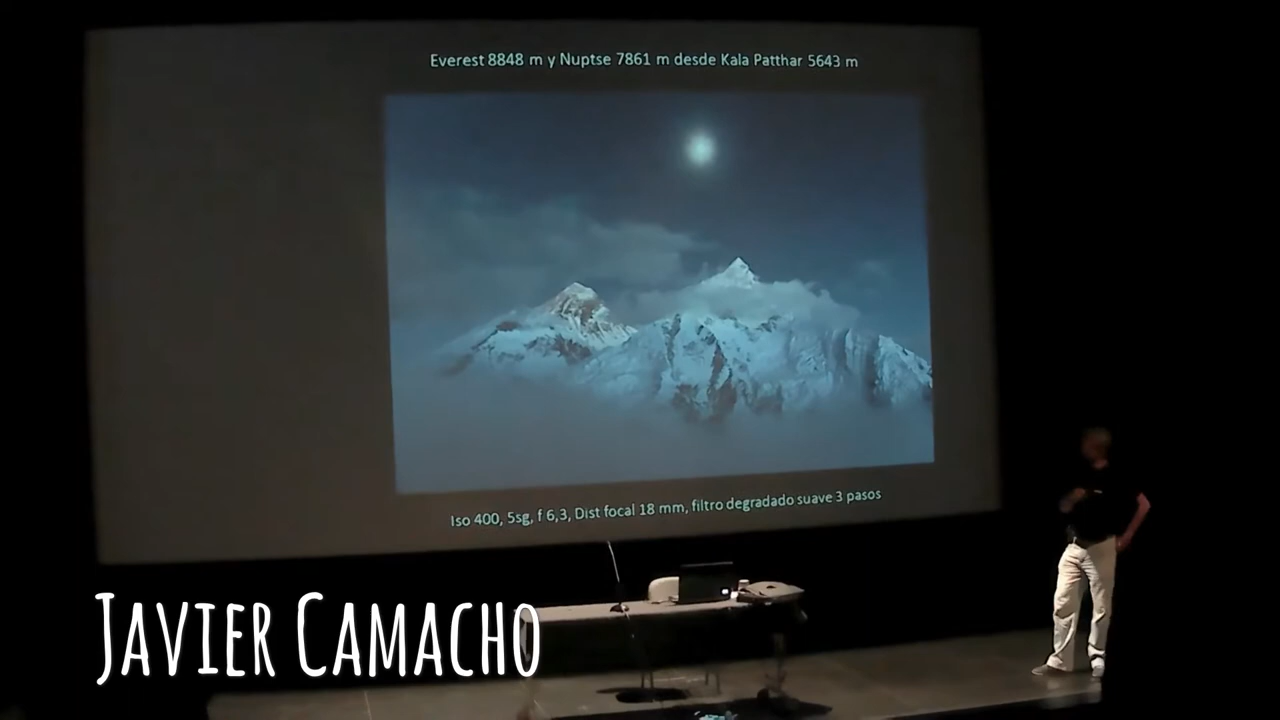 Everest 8848 m y Nuptse 7861 m desde Kala Patthar 5643 m
Iso 400, 5sg, f 6,3, Dist focal 18 mm, filtro degradado suave 3 pasos
Javier Camacho